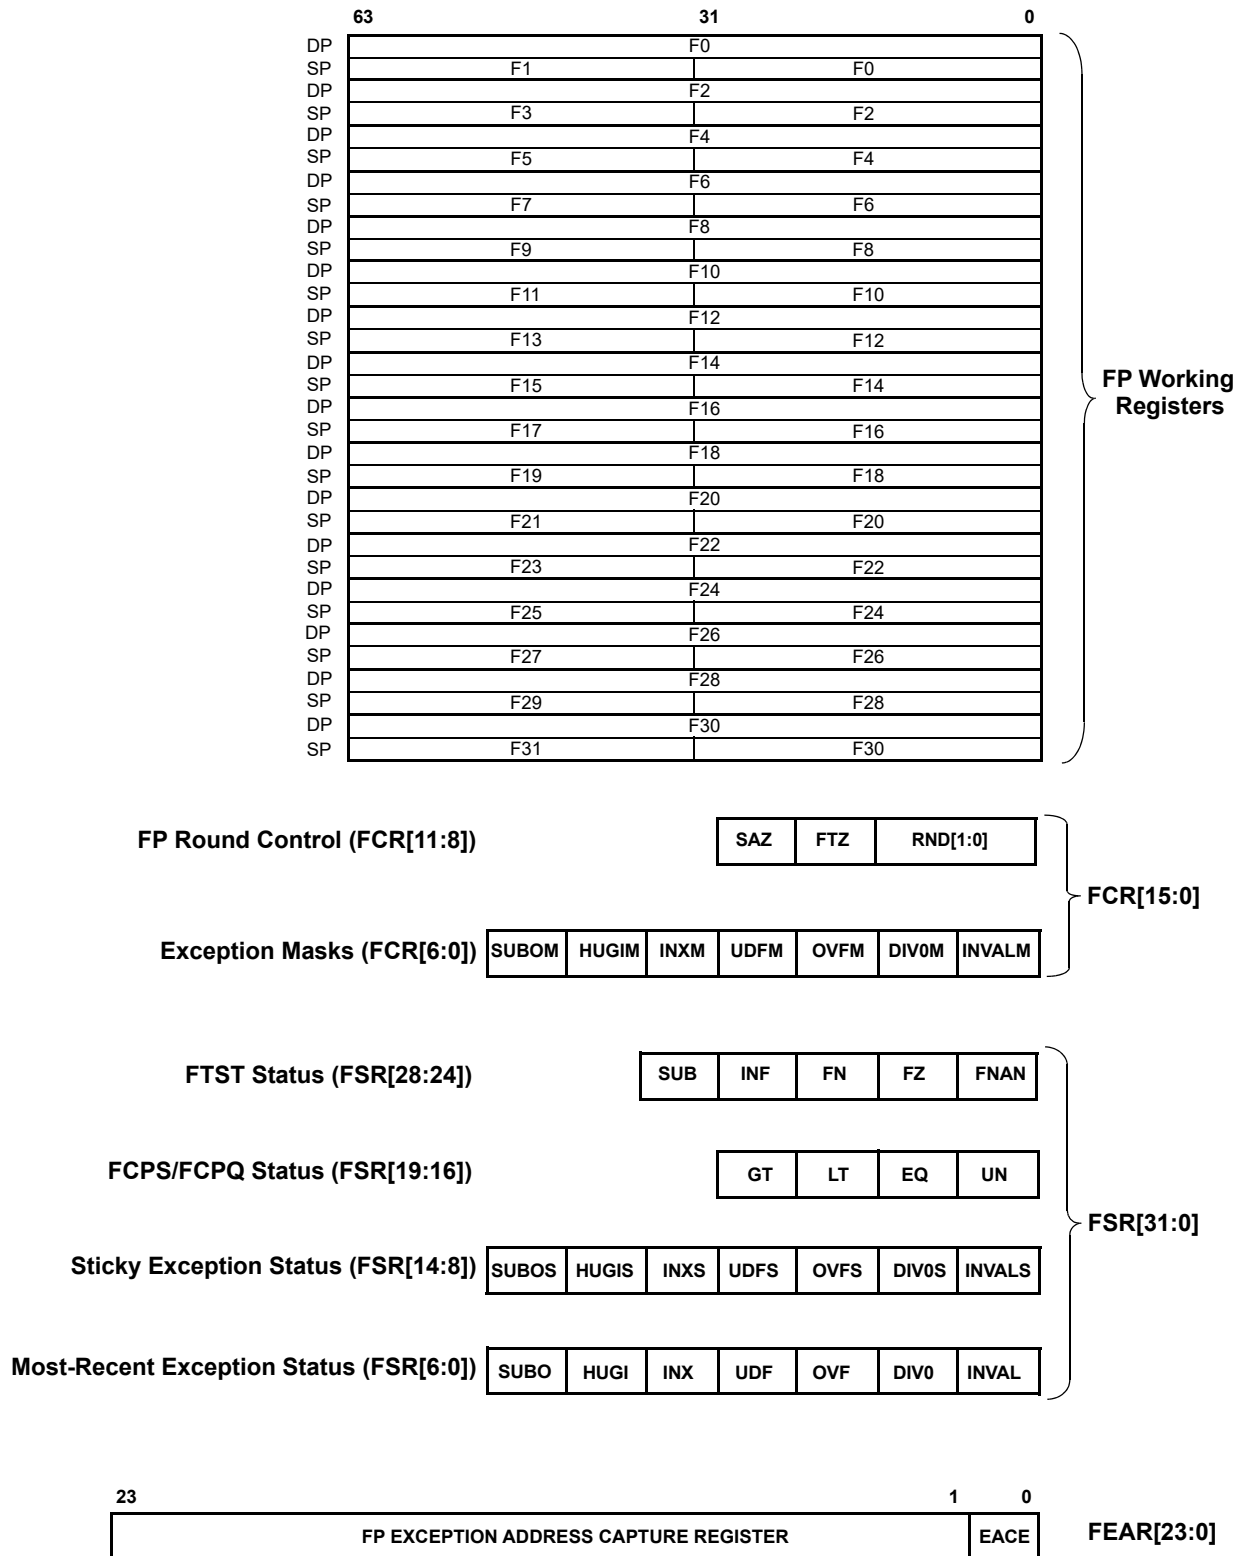 63 31 0
DP F0
SP F1 F0
DP F2
SP F3 F2
DP F4
SP F5 F4
DP F6
SP F7 F6
DP F8
SP F9 F8
DP F10
SP F11 F10
DP F12
SP F13 F12
DP F14
SP F15 F14
DP F16
SP F17 F16
DP F18
SP F19 F18
DP F20
SP F21 F20
DP F22
SP F23 F22
DP F24
SP F25 F24
DP F26
SP F27 F26
DP F28
SP F29 F28
DP F30
SP F31 F30
FP Working
Registers
FP Round Control (FCR[11:8]) SAZ FTZ RND[1:0]
FCR[15:0]
Exception Masks (FCR[6:0]) SUBOM HUGIM INXM UDFM OVFM DIV0M INVALM
FTST Status (FSR[28:24]) SUB INF FN FZ FNAN
FCPS/FCPQ Status (FSR[19:16]) GT LT EQ UN
FSR[31:0]
Sticky Exception Status (FSR[14:8]) SUBOS HUGIS INXS UDFS OVFS DIV0S INVALS
Most-Recent Exception Status (FSR[6:0]) SUBO HUGI INX UDF OVF DIV0 INVAL
23 1 0
FP EXCEPTION ADDRESS CAPTURE REGISTER EACE FEAR[23:0]